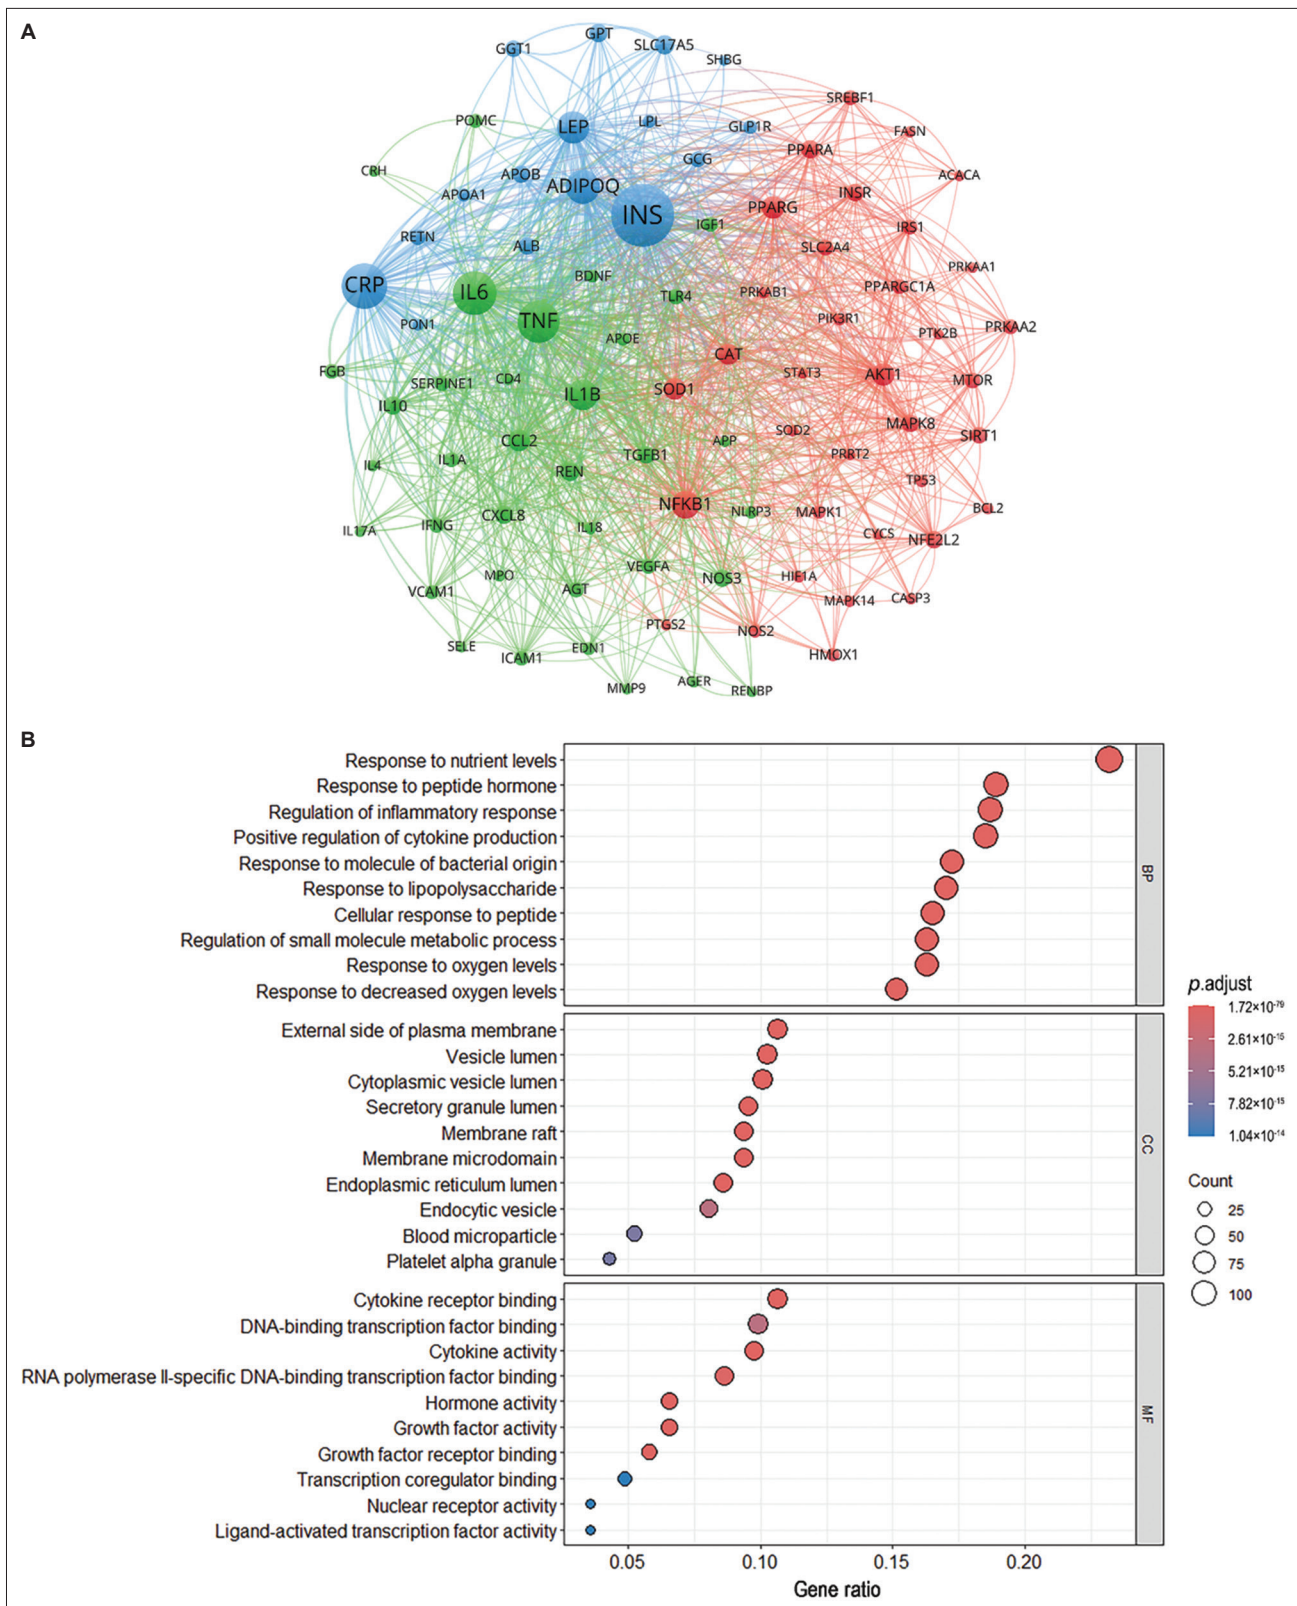 A
GPT
GGT1
SLC17A5
SHBG
SREBF1
POMC
LEP
LPL
GLP1R
FASN
PPARA
GCG
CRH
APOB
ACACA
ADIPOQ
APOA1
INSR
PPARG
INS
IGF1
IRS1
RETN
ALB
SLC2A4
PRKAA1
BDNF
CRP
IL6
TLR4
PRKAB1
PPARGC1A
TNF
PIK3R1
PON1
PTK2B
PRKAA2
APOE
CAT
FGB
STAT3
AKT1
CD4
SERPINE1
MTOR
SOD1
IL1B
IL10
MAPK8
SOD2
SIRT1
CCL2
APP
TGFB1
PRRT2
IL4
IL1A
REN
TP53
NFKB1
BCL2
NLRP3
MAPK1
CXCL8
IFNG
IL18
IL17A
CYCS
NFE2L2
VEGFA
MPO
NOS3
HIF1A
AGT
VCAM1
CASP3
MAPK14
PTGS2
NOS2
SELE
EDN1
ICAM1
HMOX1
AGER
MMP9
RENBP
B
Response to nutrient levels
Response to peptide hormone
Regulation of inflammatory response
Positive regulation of cytokine production
Response to molecule of bacterial origin
Response to lipopolysaccharide
Cellular response to peptide
Regulation of small molecule metabolic process
Response to oxygen levels
Response to decreased oxygen levels
BP
External side of plasma membrane
Vesicle lumen
Cytoplasmic vesicle lumen
Secretory granule lumen
Membrane raft
Membrane microdomain
Endoplasmic reticulum lumen
Endocytic vesicle
Blood microparticle
Platelet alpha granule
CC
Cytokine receptor binding
DNA-binding transcription factor binding
Cytokine activity
RNA polymerase II-specific DNA-binding transcription factor binding
Hormone activity
Growth factor activity
Growth factor receptor binding
Transcription coregulator binding
Nuclear receptor activity
Ligand-activated transcription factor activity
MF
0.05 0.10 0.15 0.20
Gene ratio
p.adjust
1.72×10⁻⁷⁹
2.61×10⁻¹⁵
5.21×10⁻¹⁵
7.82×10⁻¹⁵
1.04×10⁻¹⁴
Count
25
50
75
100